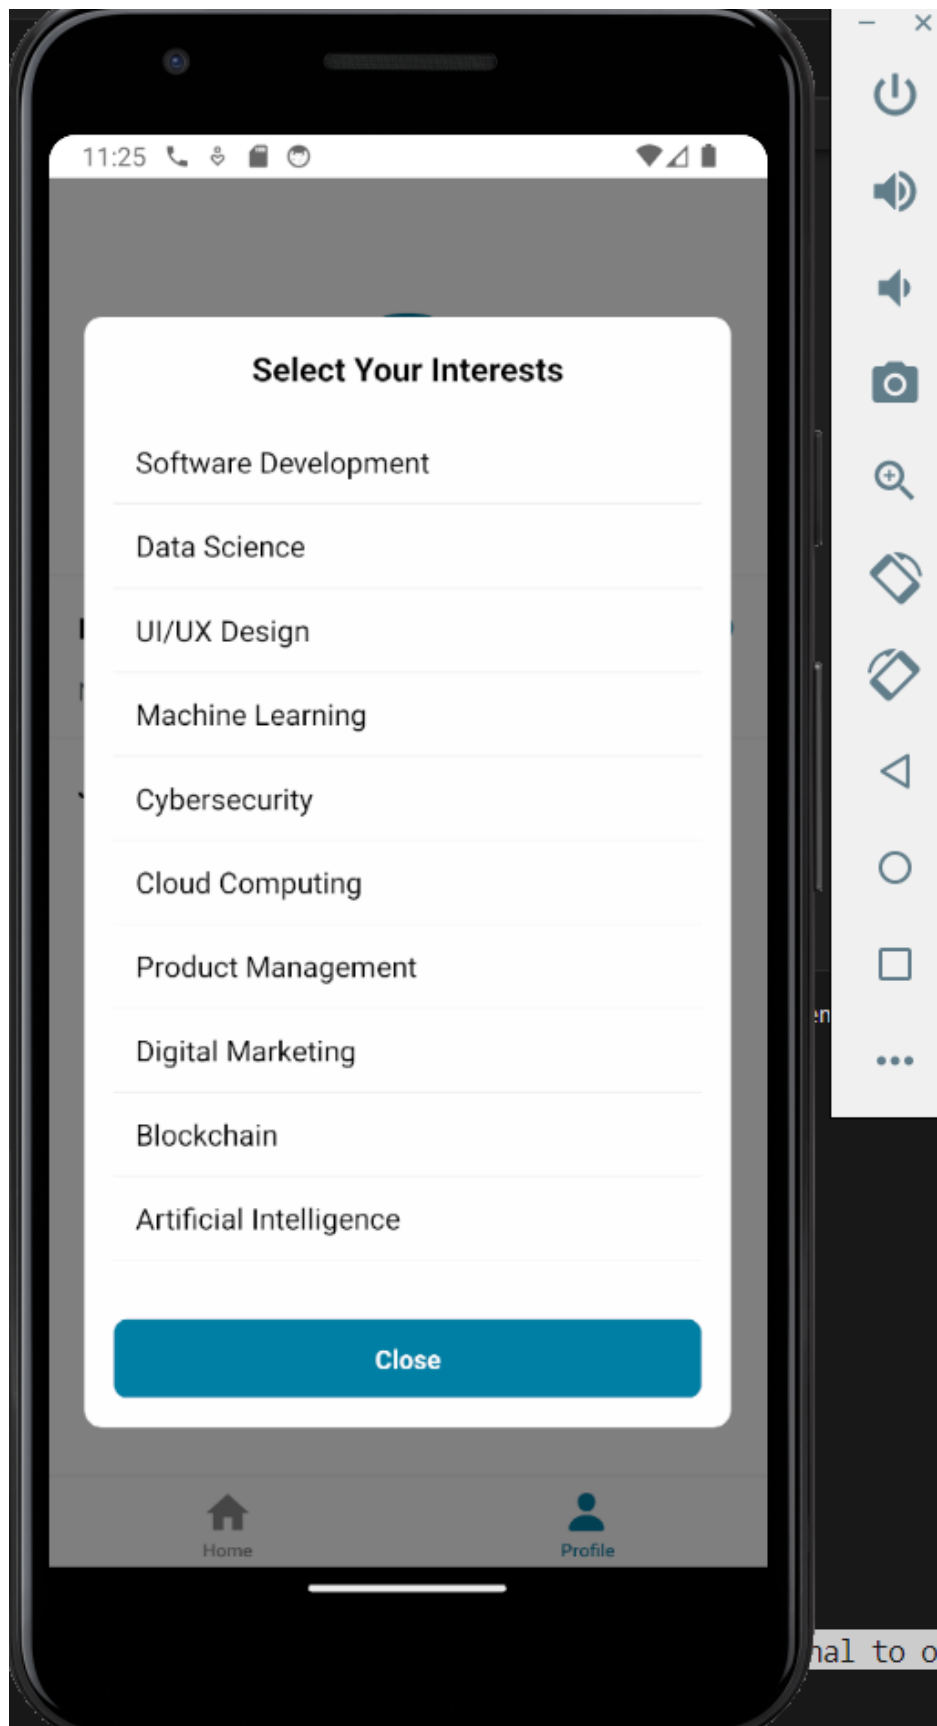 11:25
Select Your Interests
Software Development
Data Science
UI/UX Design
Machine Learning
Cybersecurity
Cloud Computing
Product Management
Digital Marketing
Blockchain
Artificial Intelligence
Close
Home
Profile
nal to o